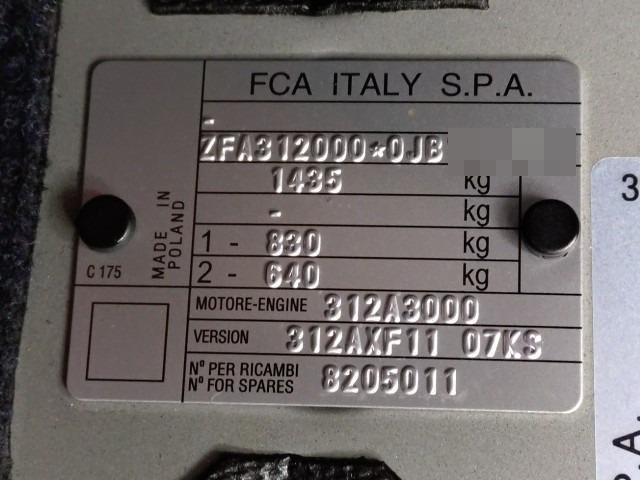 FCA ITALY S.P.A.
-
ZFA312000*0JB
1435 kg
- kg
1 - 830 kg
2 - 640 kg
MADE IN
POLAND
C 175
MOTORE-ENGINE 312A3000
VERSION 312AXF11 07KS
Nº PER RICAMBI
Nº FOR SPARES 8205011
3
P.A.